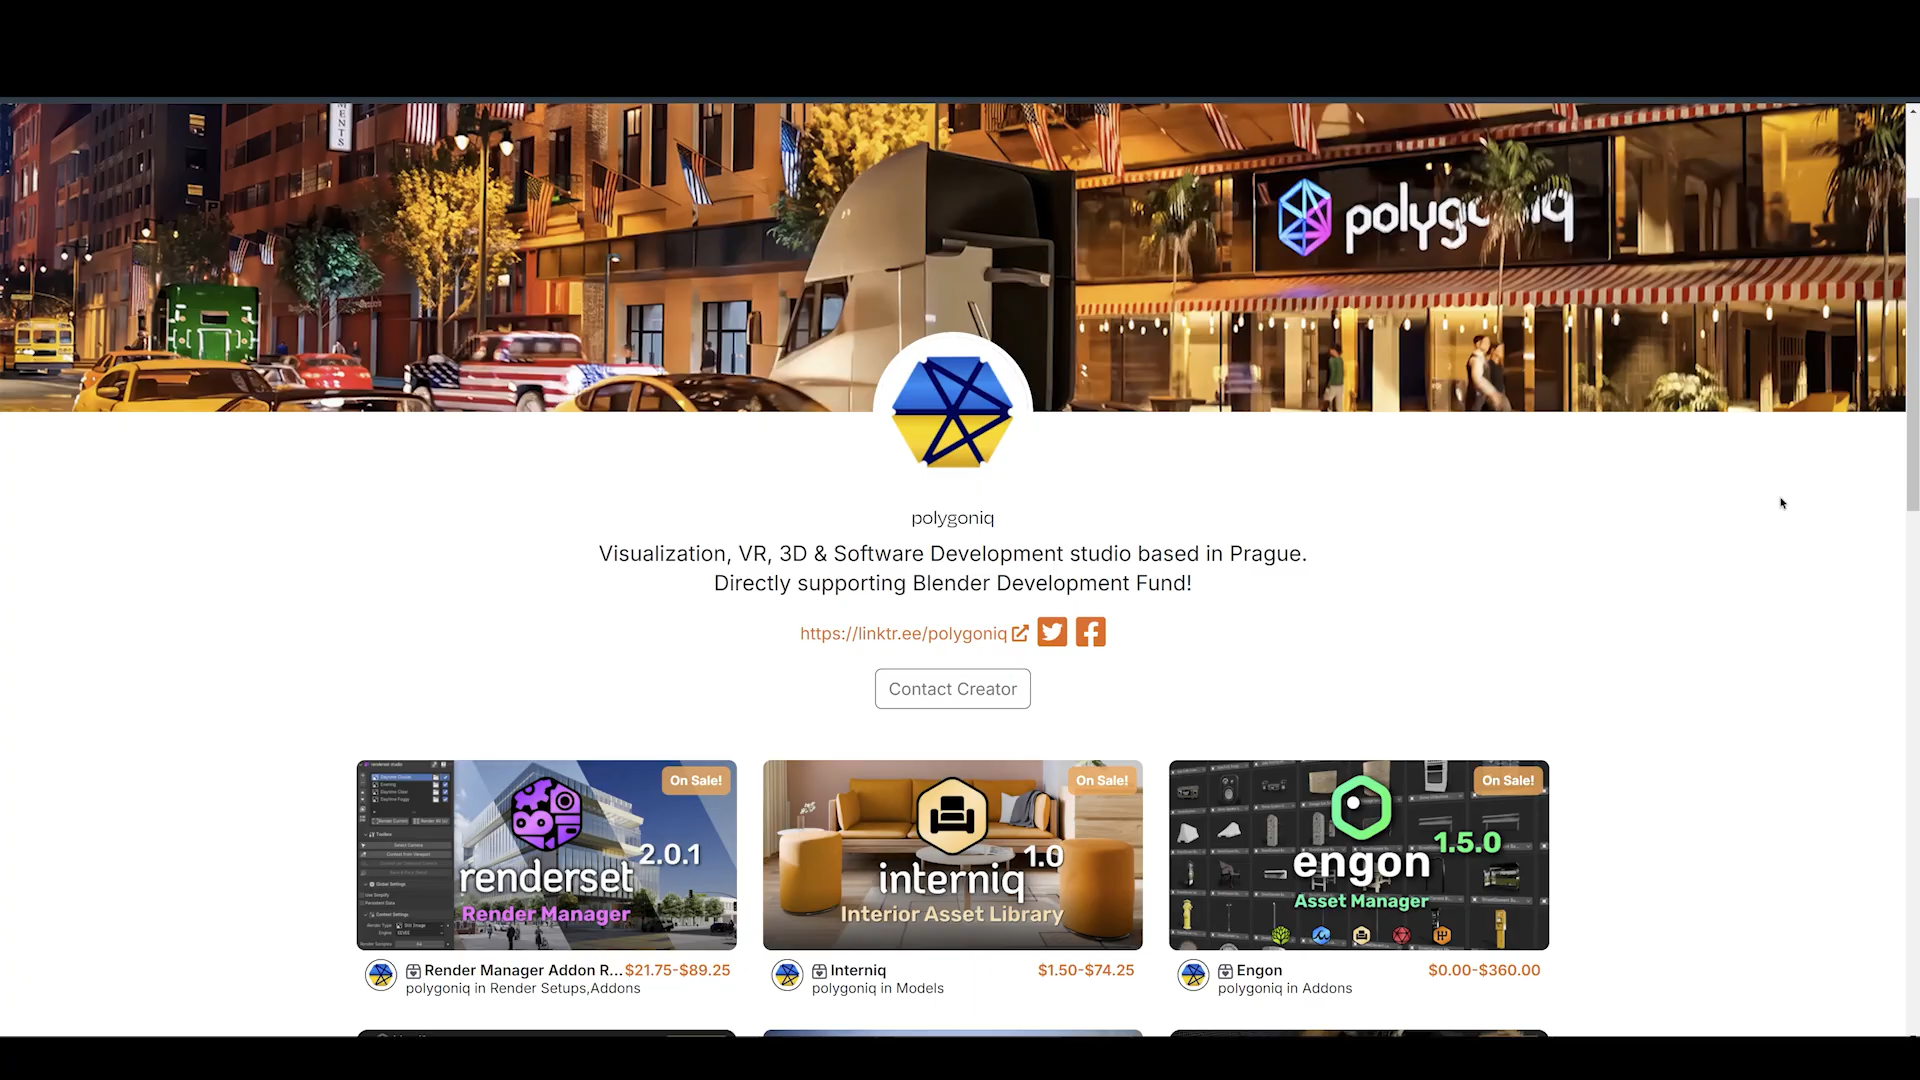 MENTS
polygoniq
polygoniq
Visualization, VR, 3D & Software Development studio based in Prague.
Directly supporting Blender Development Fund!
https://linktr.ee/polygoniq
Contact Creator
On Sale!
renderset
2.0.1
Render Manager
On Sale!
interniq
1.0
Interior Asset Library
On Sale!
engon
1.5.0
Asset Manager
Render Manager Addon R... $21.75-$89.25
polygoniq in Render Setups,Addons
Interniq $1.50-$74.25
polygoniq in Models
Engon $0.00-$360.00
polygoniq in Addons